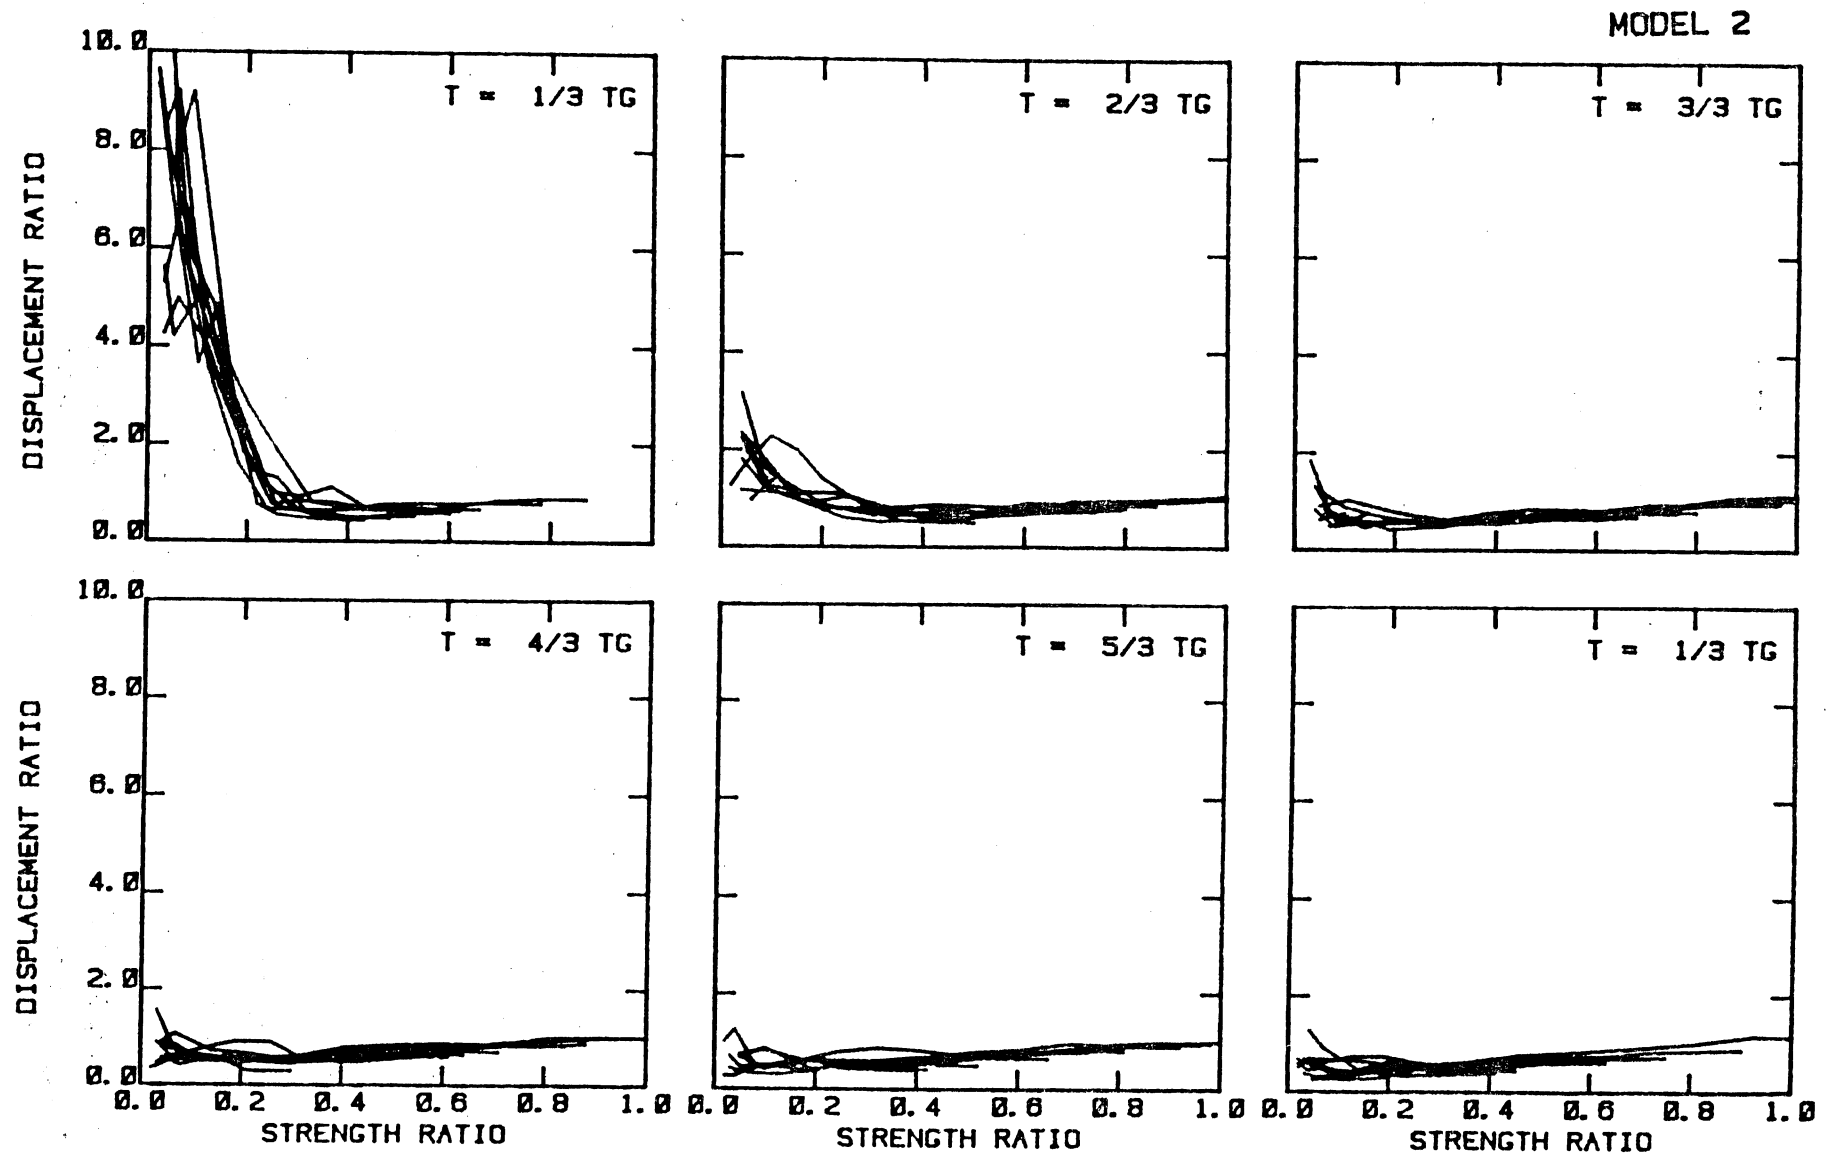 MODEL 2
10.0
8.0
6.0
4.0
2.0
0.0
DISPLACEMENT RATIO
T = 1/3 TG
T = 2/3 TG
T = 3/3 TG
10.0
8.0
6.0
4.0
2.0
0.0
DISPLACEMENT RATIO
T = 4/3 TG
T = 5/3 TG
T = 1/3 TG
0.0 0.2 0.4 0.6 0.8 1.0
0.0 0.2 0.4 0.6 0.8 1.0
0.0 0.2 0.4 0.6 0.8 1.0
STRENGTH RATIO
STRENGTH RATIO
STRENGTH RATIO